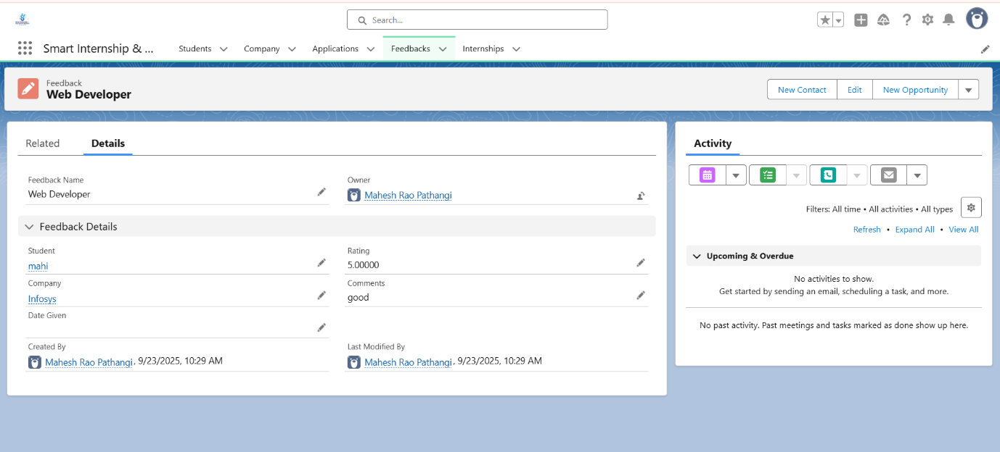 Search...
Smart Internship & ...
Students
Company
Applications
Feedbacks
Internships
Feedback
Web Developer
New Contact
Edit
New Opportunity
Related
Details
Feedback Name
Web Developer
Owner
Mahesh Rao Pathangi
Feedback Details
Student
mahi
Rating
5.00000
Company
Infosys
Comments
good
Date Given
Created By
Mahesh Rao Pathangi, 9/23/2025, 10:29 AM
Last Modified By
Mahesh Rao Pathangi, 9/23/2025, 10:29 AM
Activity
Filters: All time • All activities • All types
Refresh • Expand All • View All
Upcoming & Overdue
No activities to show.
Get started by sending an email, scheduling a task, and more.
No past activity. Past meetings and tasks marked as done show up here.